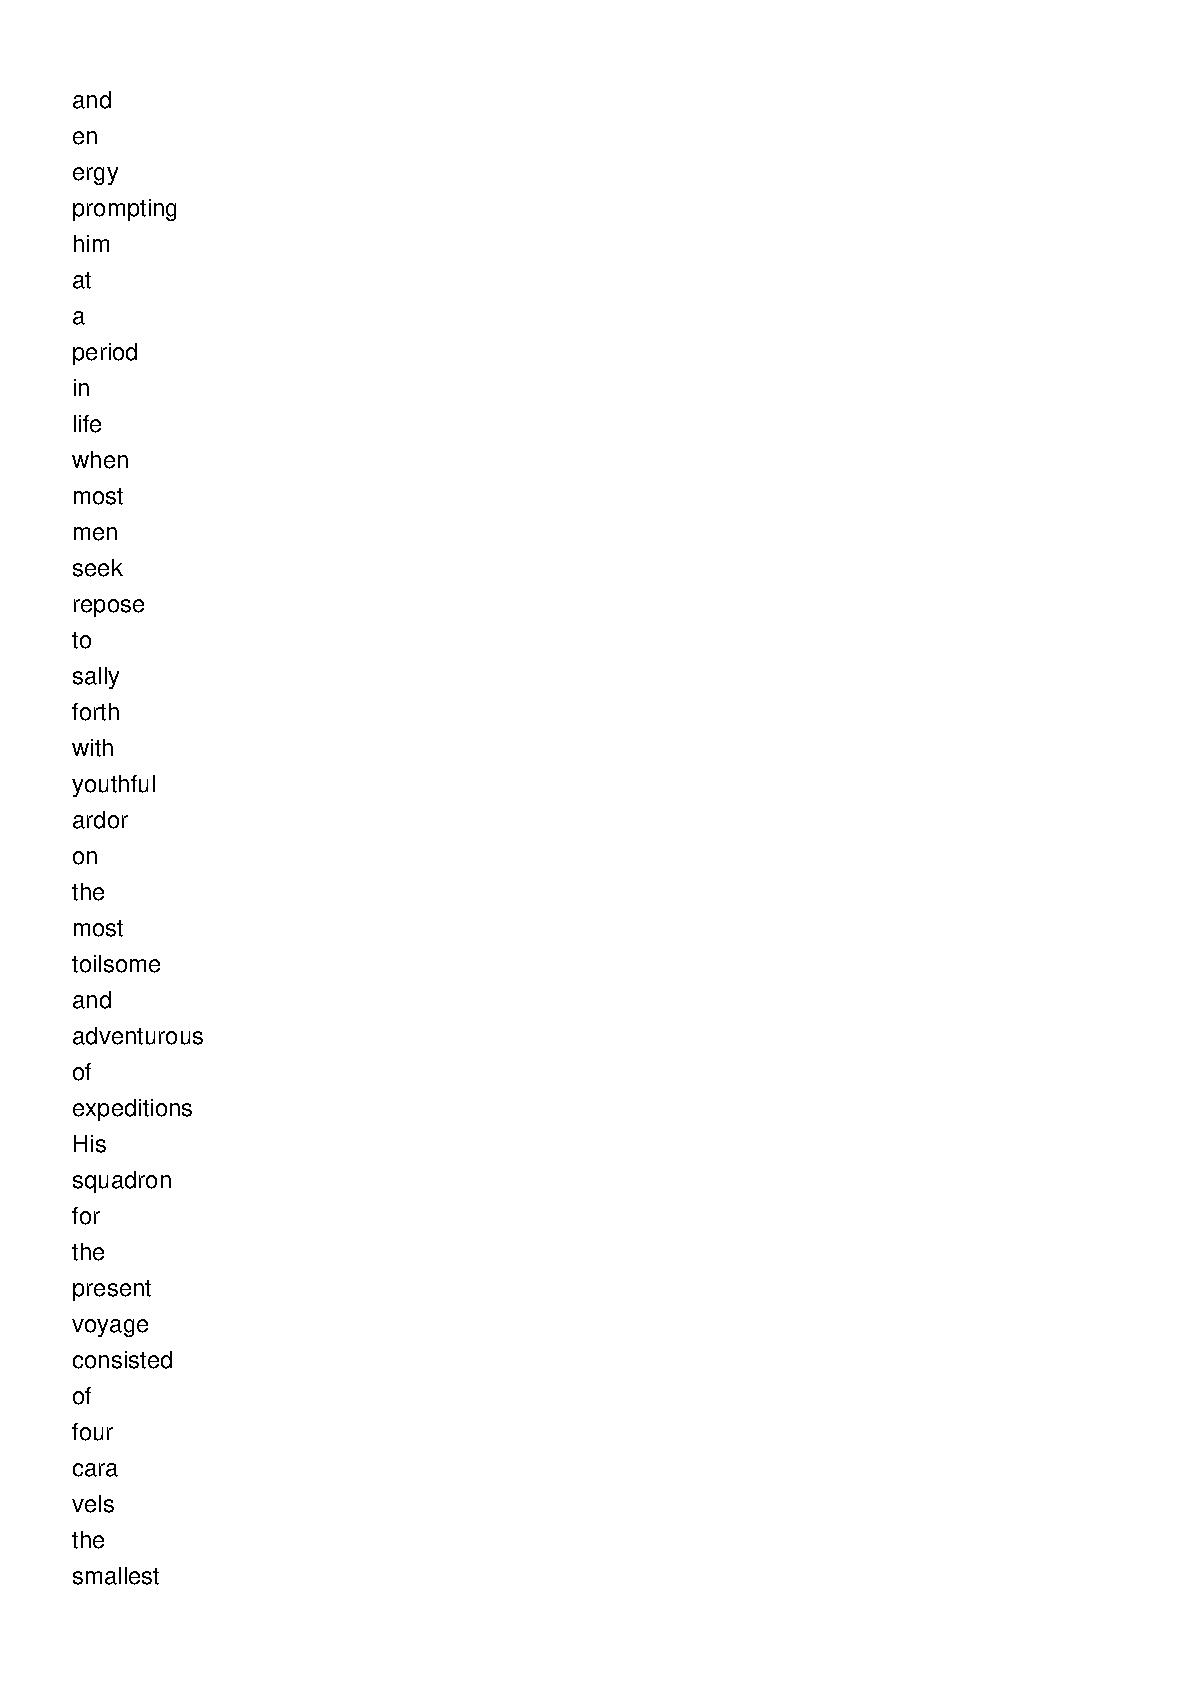 and
en
ergy
prompting
him
at
a
period
in
life
when
most
men
seek
repose
to
sally
forth
with
youthful
ardor
on
the
most
toilsome
and
adventurous
of
expeditions
His
squadron
for
the
present
voyage
consisted
of
four
cara
vels
the
smallest